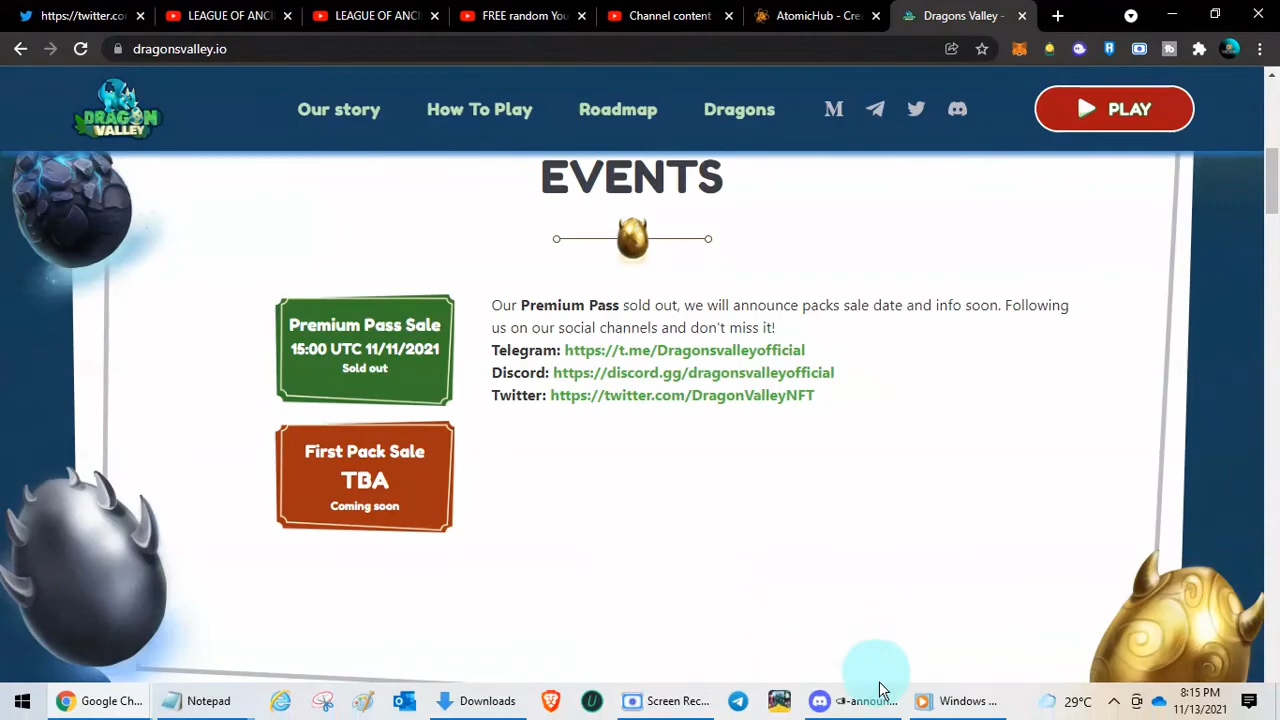 https://twitter.co
LEAGUE OF ANCI
LEAGUE OF ANCI
FREE random You
Channel content
AtomicHub - Cre
Dragons Valley -
dragonsvalley.io
DRAGON
VALLEY
Our story
How To Play
Roadmap
Dragons
PLAY
EVENTS
Premium Pass Sale
15:00 UTC 11/11/2021
Sold out
First Pack Sale
TBA
Coming soon
Our Premium Pass sold out, we will announce packs sale date and info soon. Following
us on our social channels and don't miss it!
Telegram: https://t.me/Dragonsvalleyofficial
Discord: https://discord.gg/dragonsvalleyofficial
Twitter: https://twitter.com/DragonValleyNFT
Google Ch...
Notepad
Downloads
Screen Rec...
announ...
Windows ...
29°C
8:15 PM
11/13/2021